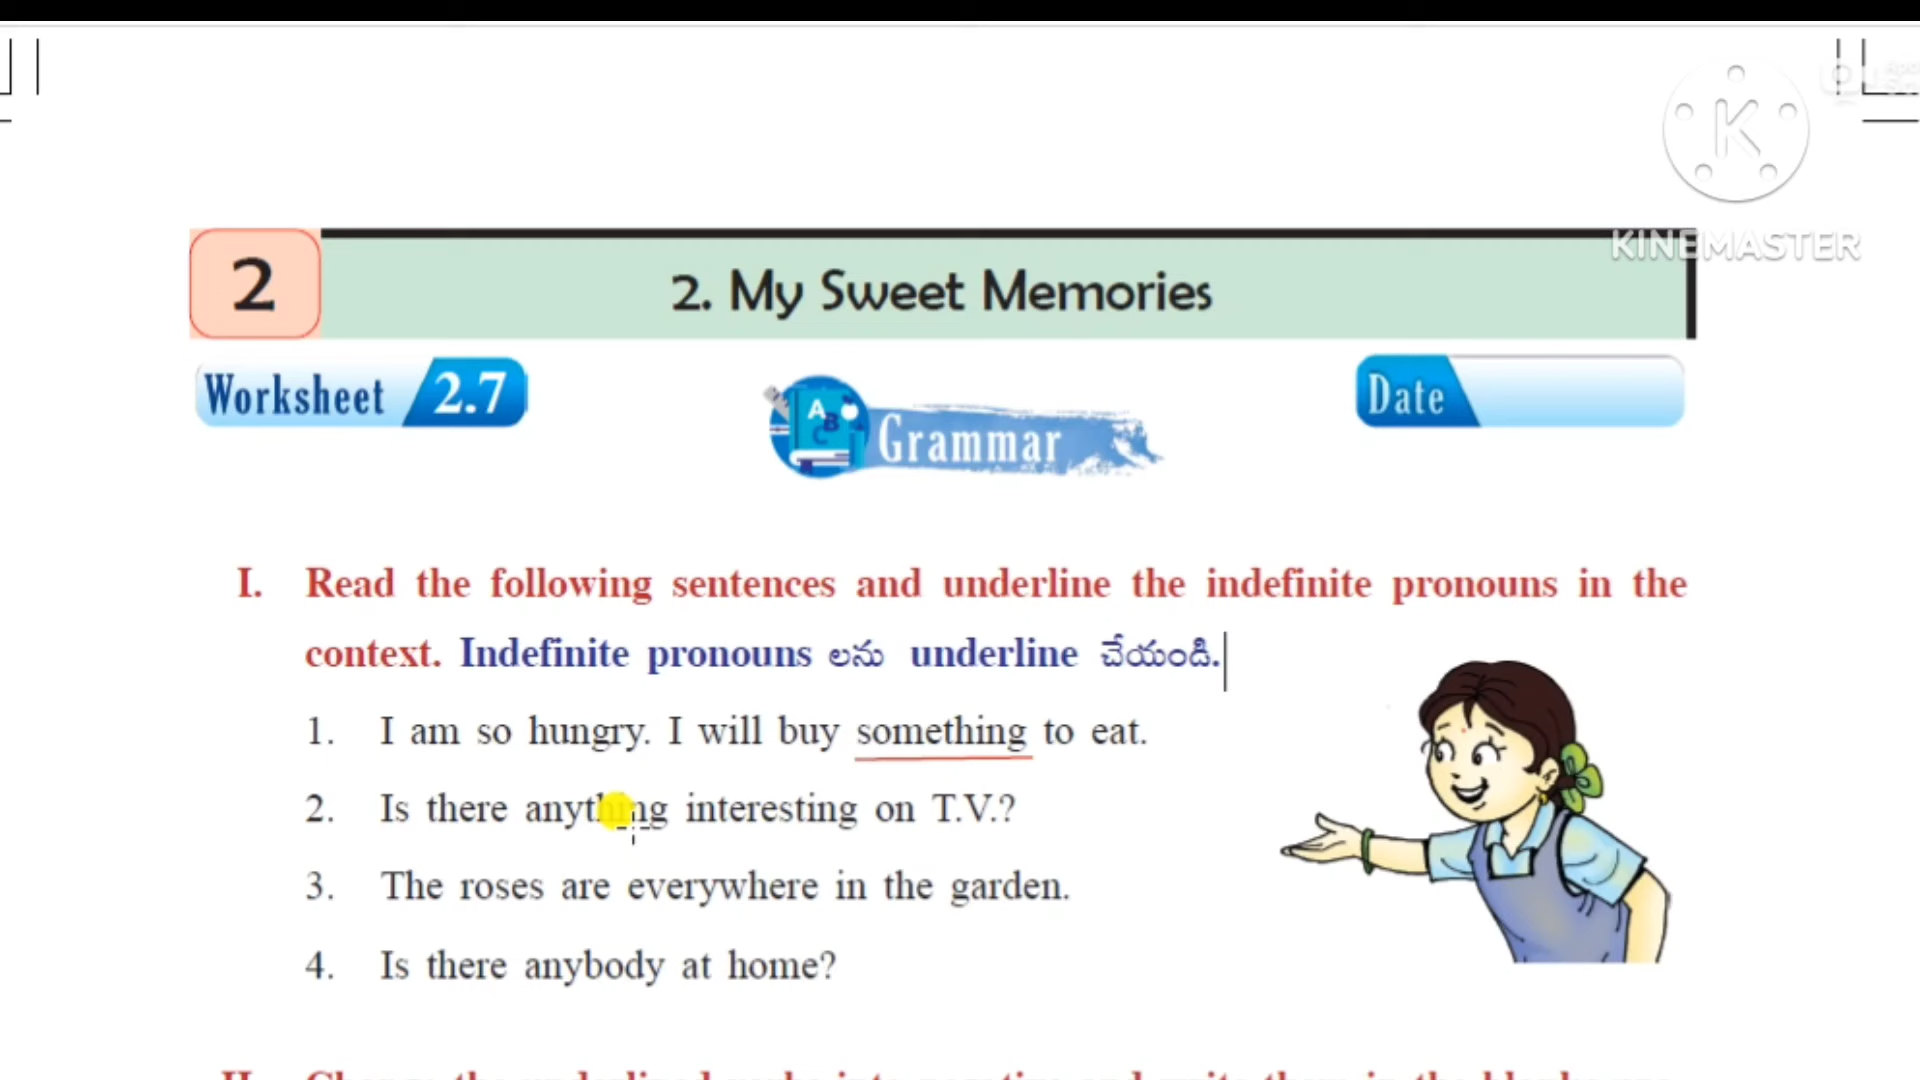 KINEMASTER
2
2. My Sweet Memories
Worksheet 2.7
Grammar
Date
I. Read the following sentences and underline the indefinite pronouns in the
context. Indefinite pronouns లను underline చేయండి.
1. I am so hungry. I will buy something to eat.
2. Is there anything interesting on T.V.?
3. The roses are everywhere in the garden.
4. Is there anybody at home?